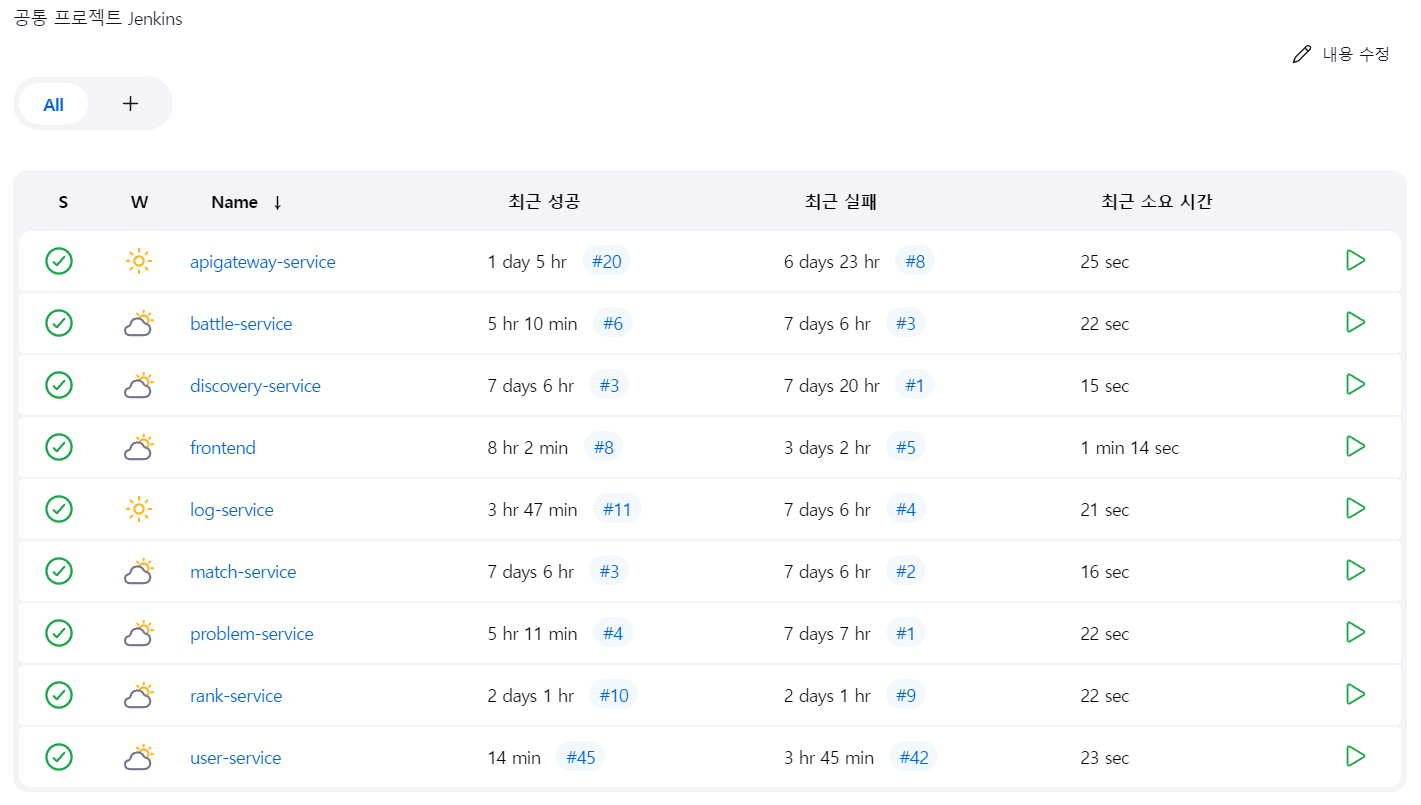 공통 프로젝트 Jenkins
내용 수정
All +
S W Name ↓ 최근 성공 최근 실패 최근 소요 시간
apigateway-service 1 day 5 hr #20 6 days 23 hr #8 25 sec
battle-service 5 hr 10 min #6 7 days 6 hr #3 22 sec
discovery-service 7 days 6 hr #3 7 days 20 hr #1 15 sec
frontend 8 hr 2 min #8 3 days 2 hr #5 1 min 14 sec
log-service 3 hr 47 min #11 7 days 6 hr #4 21 sec
match-service 7 days 6 hr #3 7 days 6 hr #2 16 sec
problem-service 5 hr 11 min #4 7 days 7 hr #1 22 sec
rank-service 2 days 1 hr #10 2 days 1 hr #9 22 sec
user-service 14 min #45 3 hr 45 min #42 23 sec